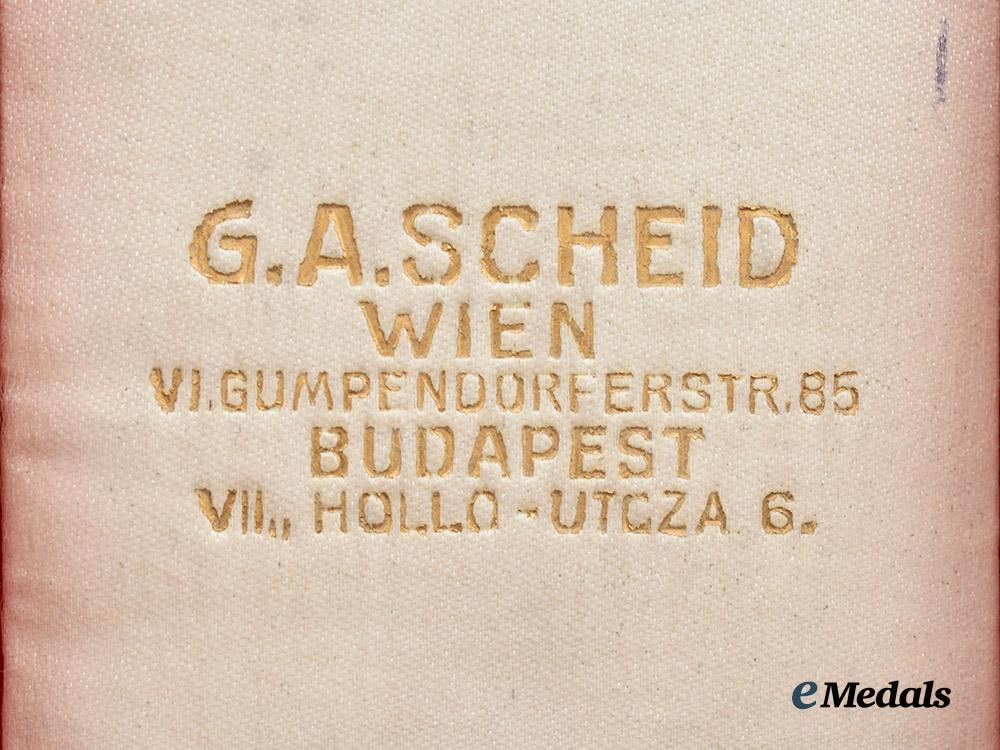 G.A.SCHEID
WIEN
VI.GUMPENDORFERSTR.85
BUDAPEST
VII,, HOLLO-UTCZA 6.
eMedals